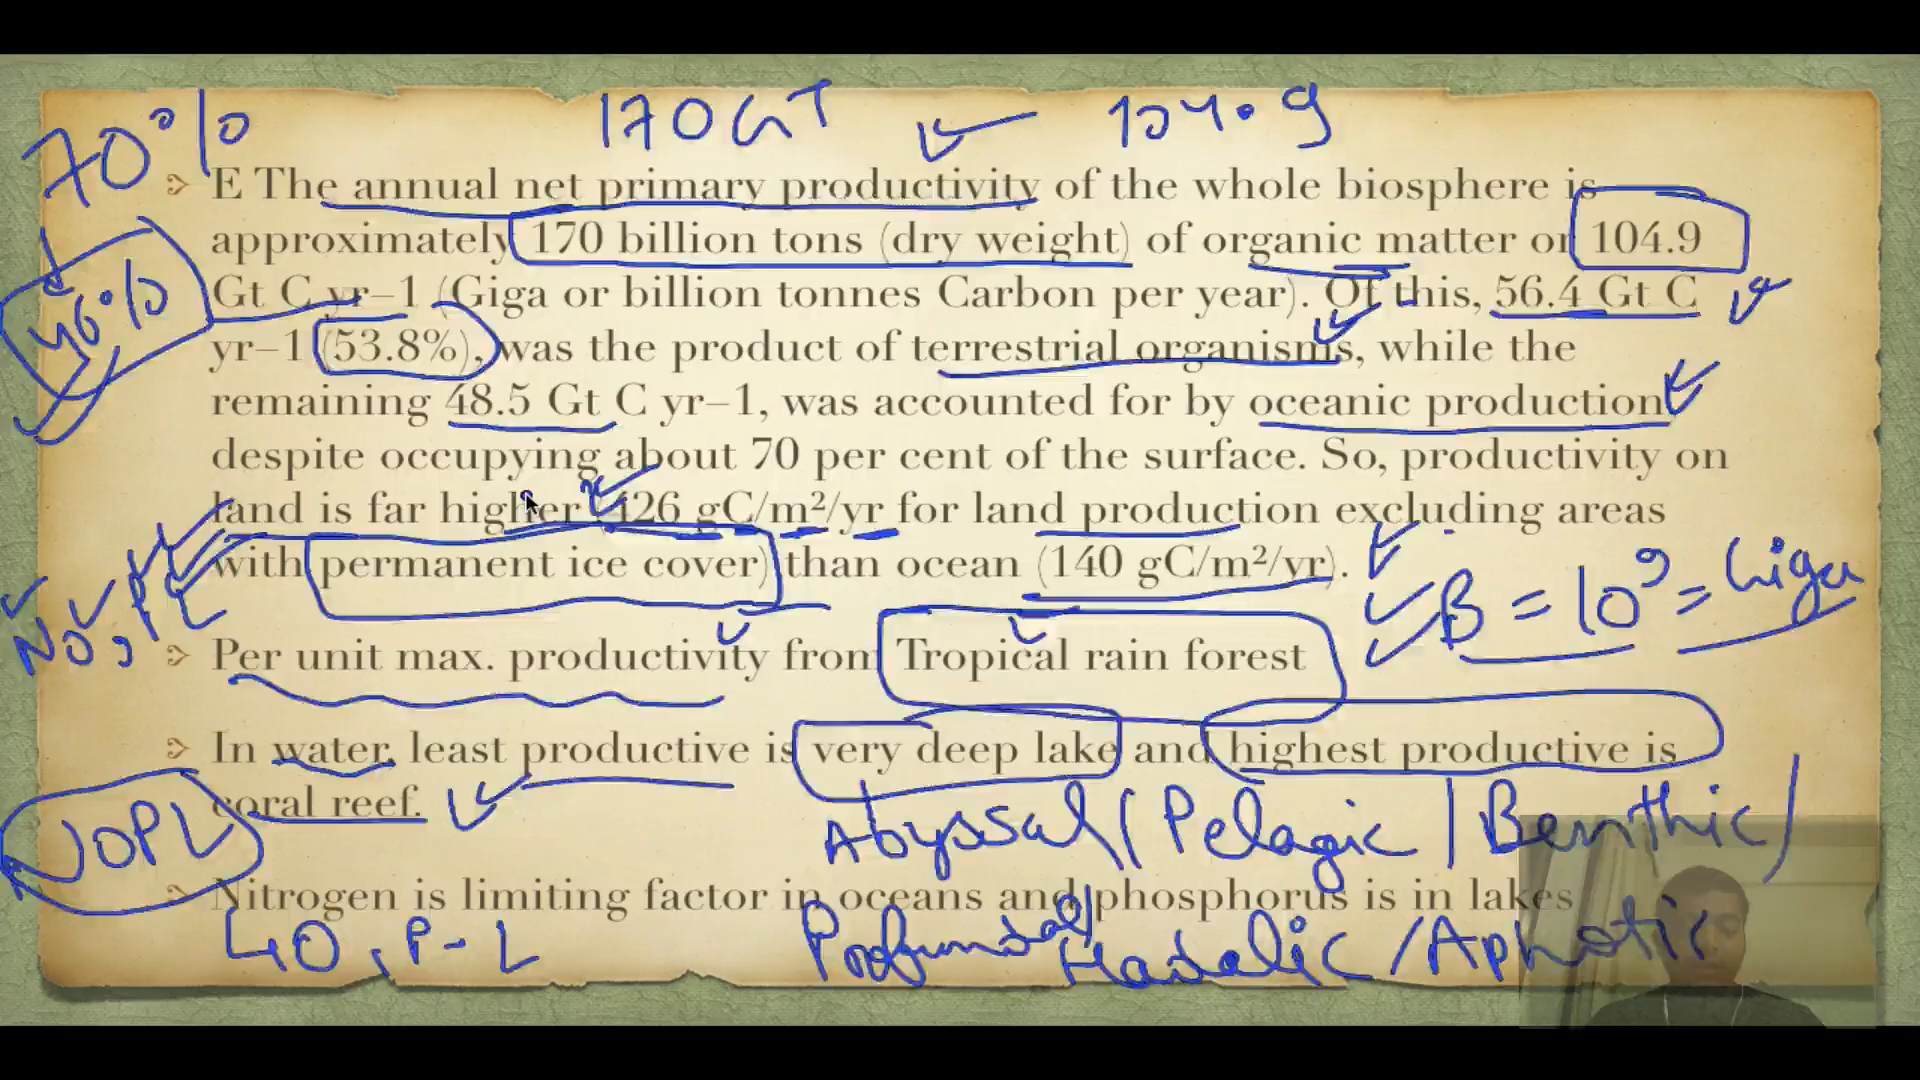 70%
170 GT
104.9
E The annual net primary productivity of the whole biosphere is
approximately 170 billion tons (dry weight) of organic matter or 104.9
Gt C yr–1 (Giga or billion tonnes Carbon per year). Of this, 56.4 Gt C
46%
yr–1 (53.8%), was the product of terrestrial organisms, while the
remaining 48.5 Gt C yr–1, was accounted for by oceanic production
despite occupying about 70 per cent of the surface. So, productivity on
land is far higher (426 gC/m²/yr for land production excluding areas
with permanent ice cover) than ocean (140 gC/m²/yr).
B = 10⁹ = Giga
NO, PL
Per unit max. productivity from Tropical rain forest
In water, least productive is very deep lake and highest productive is
coral reef.
NOPL
Abyssal / Pelagic / Benthic /
Nitrogen is limiting factor in oceans and phosphorus is in lakes
Profundal / Hadalic / Aphotic